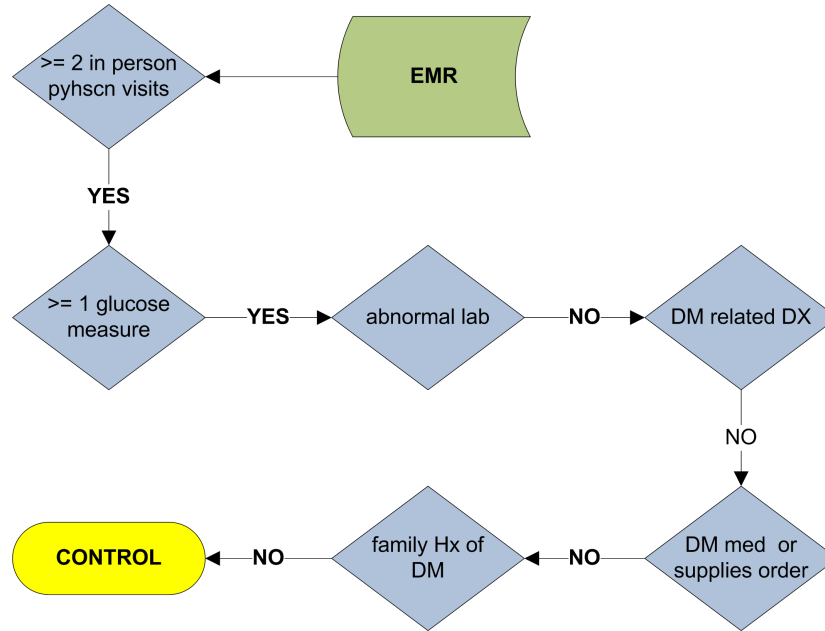 >= 2 in person
pyhscn visits
EMR
YES
>= 1 glucose
measure
YES
abnormal lab
NO
DM related DX
NO
DM med or
supplies order
NO
family Hx of
DM
NO
CONTROL